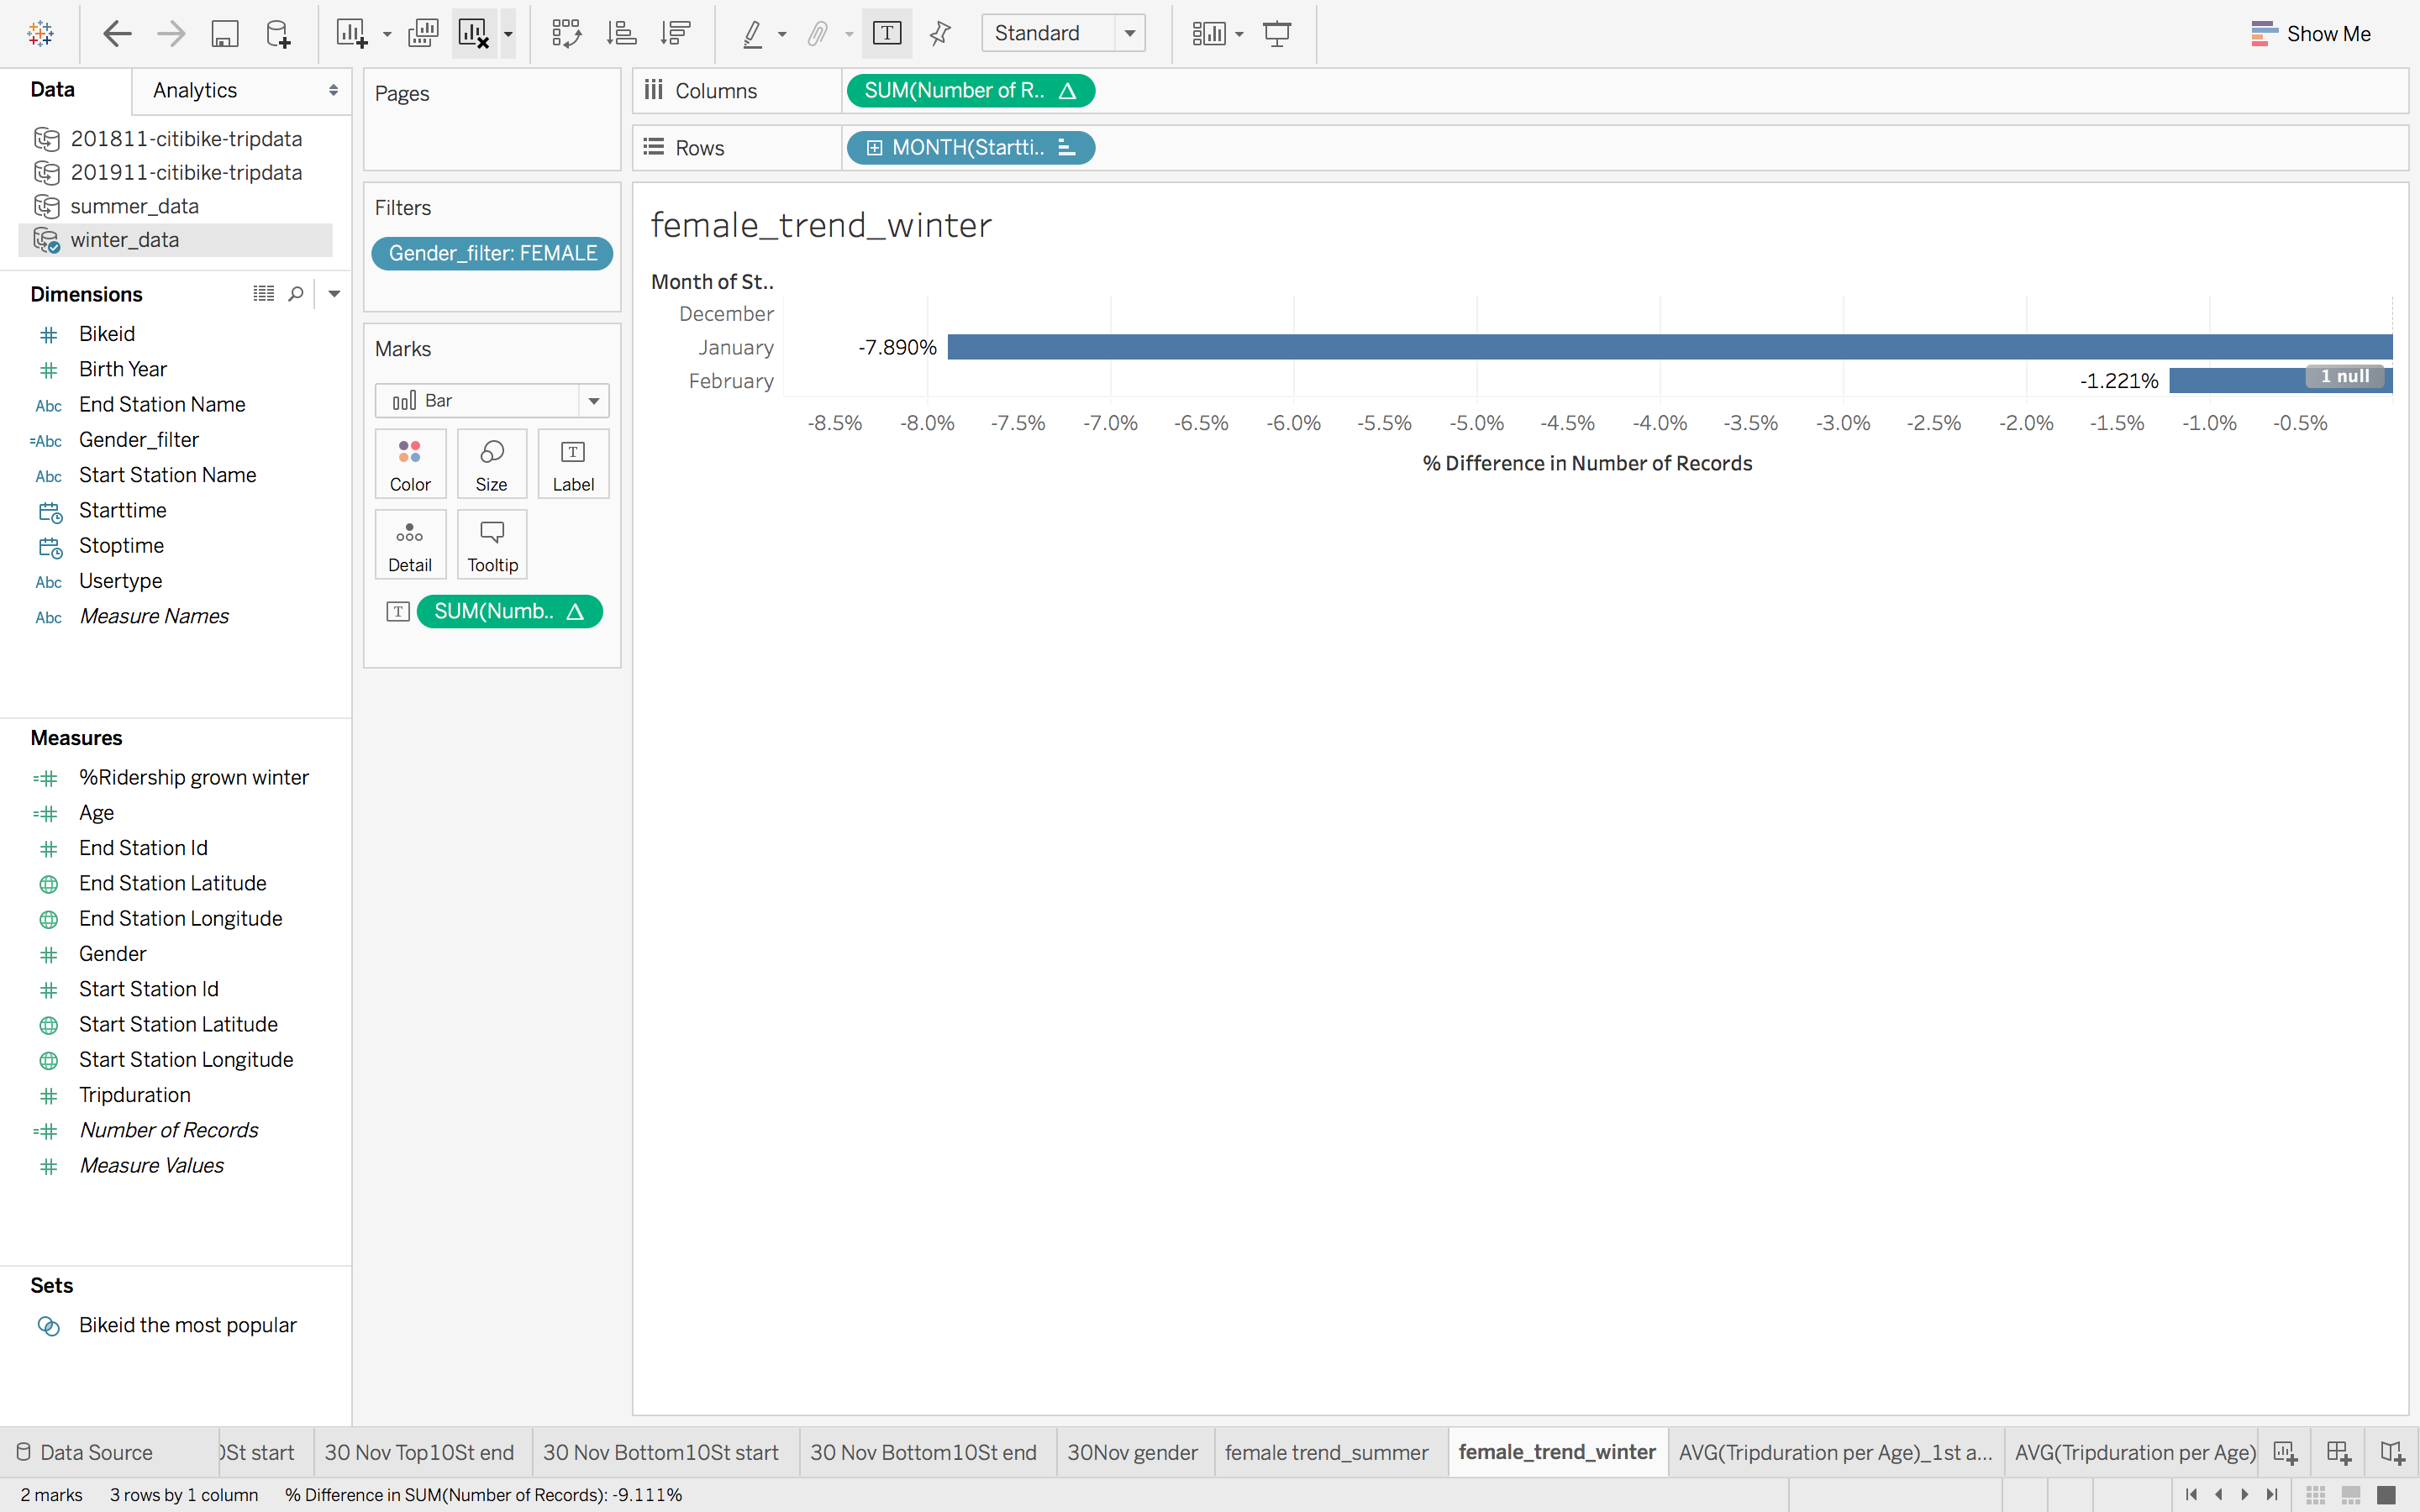 Standard
Show Me
Data
Analytics
201811-citibike-tripdata
201911-citibike-tripdata
summer_data
winter_data
Dimensions
Bikeid
Birth Year
Abc End Station Name
=Abc Gender_filter
Abc Start Station Name
Starttime
Stoptime
Abc Usertype
Abc Measure Names
Measures
%Ridership grown winter
Age
End Station Id
End Station Latitude
End Station Longitude
Gender
Start Station Id
Start Station Latitude
Start Station Longitude
Tripduration
Number of Records
Measure Values
Sets
Bikeid the most popular
Pages
Filters
Gender_filter: FEMALE
Marks
Bar
Color
Size
T
Label
Detail
Tooltip
T SUM(Numb.. Δ
Columns
SUM(Number of R.. Δ
Rows
MONTH(Startti..
female_trend_winter
Month of St..
December
January
-7.890%
February
-1.221%
1 null
-8.5% -8.0% -7.5% -7.0% -6.5% -6.0% -5.5% -5.0% -4.5% -4.0% -3.5% -3.0% -2.5% -2.0% -1.5% -1.0% -0.5%
% Difference in Number of Records
Data Source
0St start
30 Nov Top10St end
30 Nov Bottom10St start
30 Nov Bottom10St end
30Nov gender
female trend_summer
female_trend_winter
AVG(Tripduration per Age)_1st a...
AVG(Tripduration per Age)
2 marks
3 rows by 1 column
% Difference in SUM(Number of Records): -9.111%